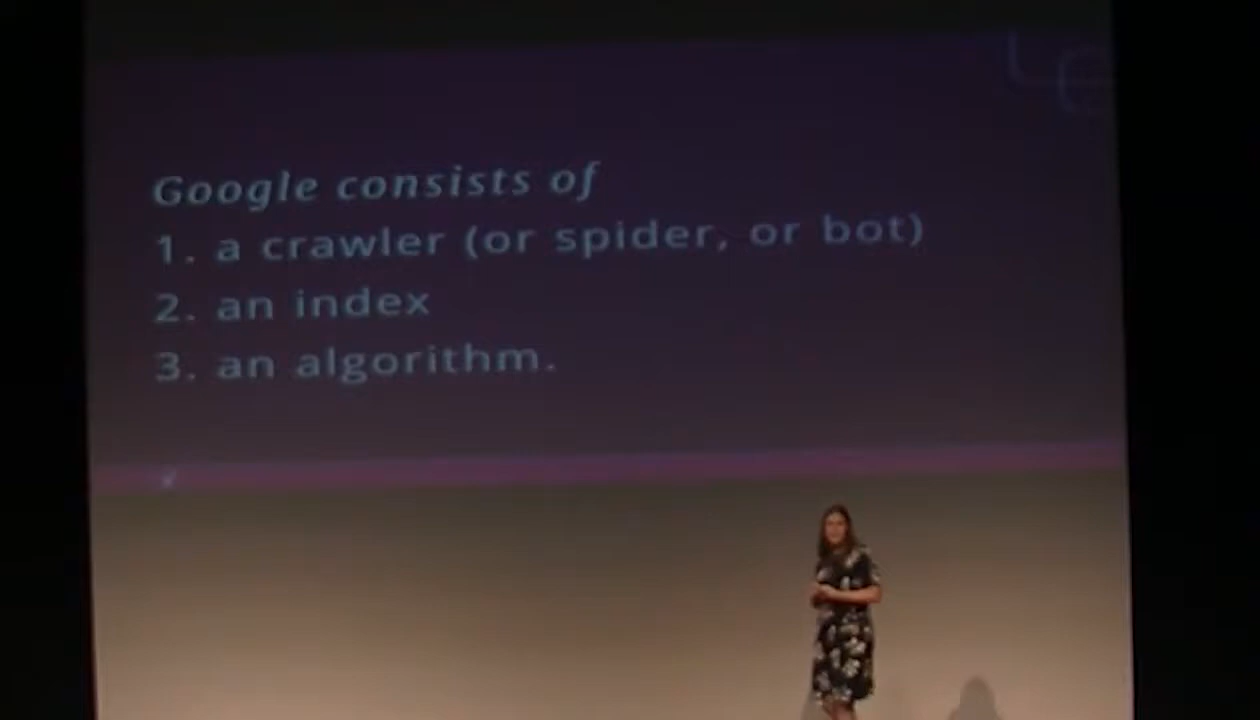 Google consists of
1. a crawler (or spider, or bot)
2. an index
3. an algorithm.